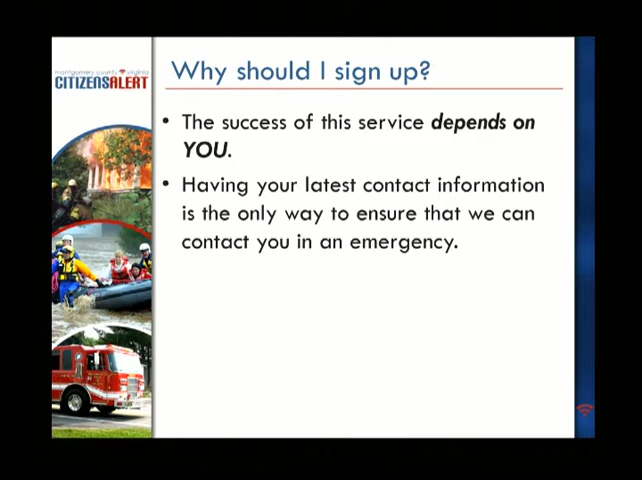 montgomery county virginia
CITIZENSALERT
Why should I sign up?
• The success of this service depends on
YOU.
• Having your latest contact information
is the only way to ensure that we can
contact you in an emergency.